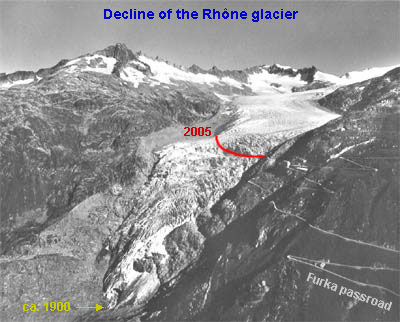 Decline of the Rhône glacier
2005
ca. 1900
Furka passroad